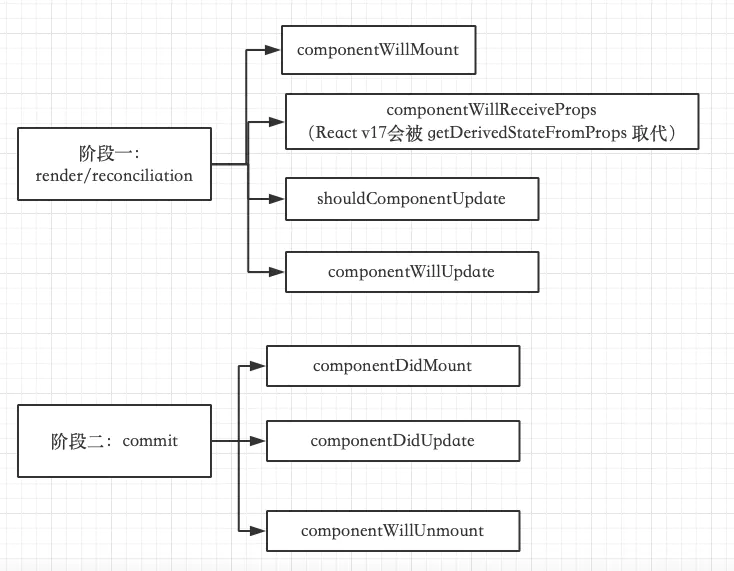 componentWillMount
componentWillReceiveProps
（React v17会被 getDerivedStateFromProps 取代）
阶段一：
render/reconciliation
shouldComponentUpdate
componentWillUpdate
componentDidMount
阶段二：commit
componentDidUpdate
componentWillUnmount